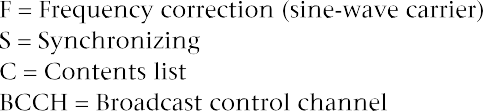 F = Frequency correction (sine-wave carrier)
S = Synchronizing
C = Contents list
BCCH = Broadcast control channel